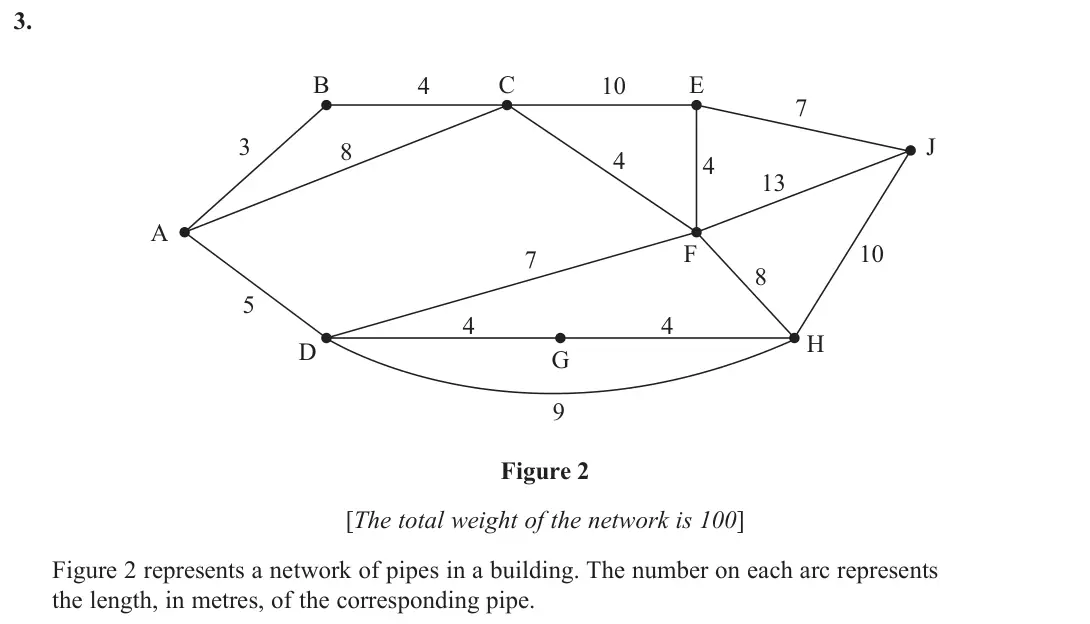 3.
B 4 C 10 E
7
J
3
8
4
4
13
A
F
7
10
8
5
4
4
D
G
H
9
Figure 2
[The total weight of the network is 100]
Figure 2 represents a network of pipes in a building. The number on each arc represents
the length, in metres, of the corresponding pipe.